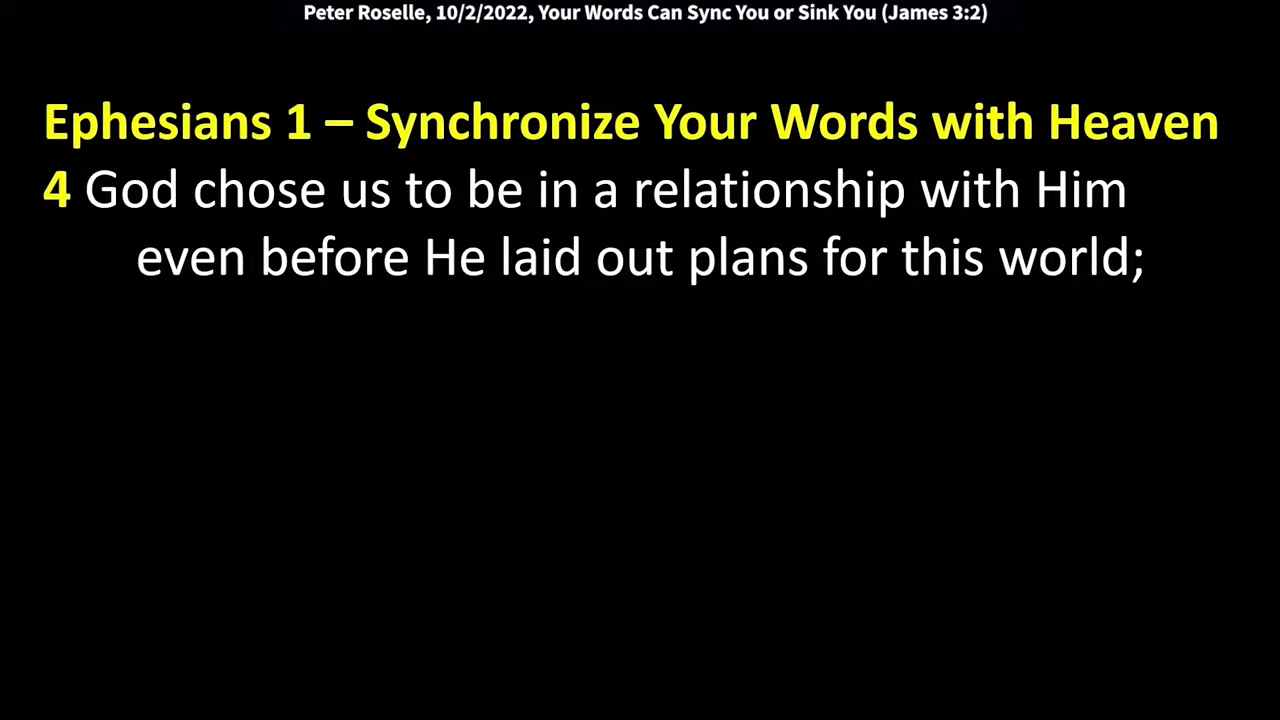 Peter Roselle, 10/2/2022, Your Words Can Sync You or Sink You (James 3:2)
Ephesians 1 – Synchronize Your Words with Heaven
4 God chose us to be in a relationship with Him
even before He laid out plans for this world;